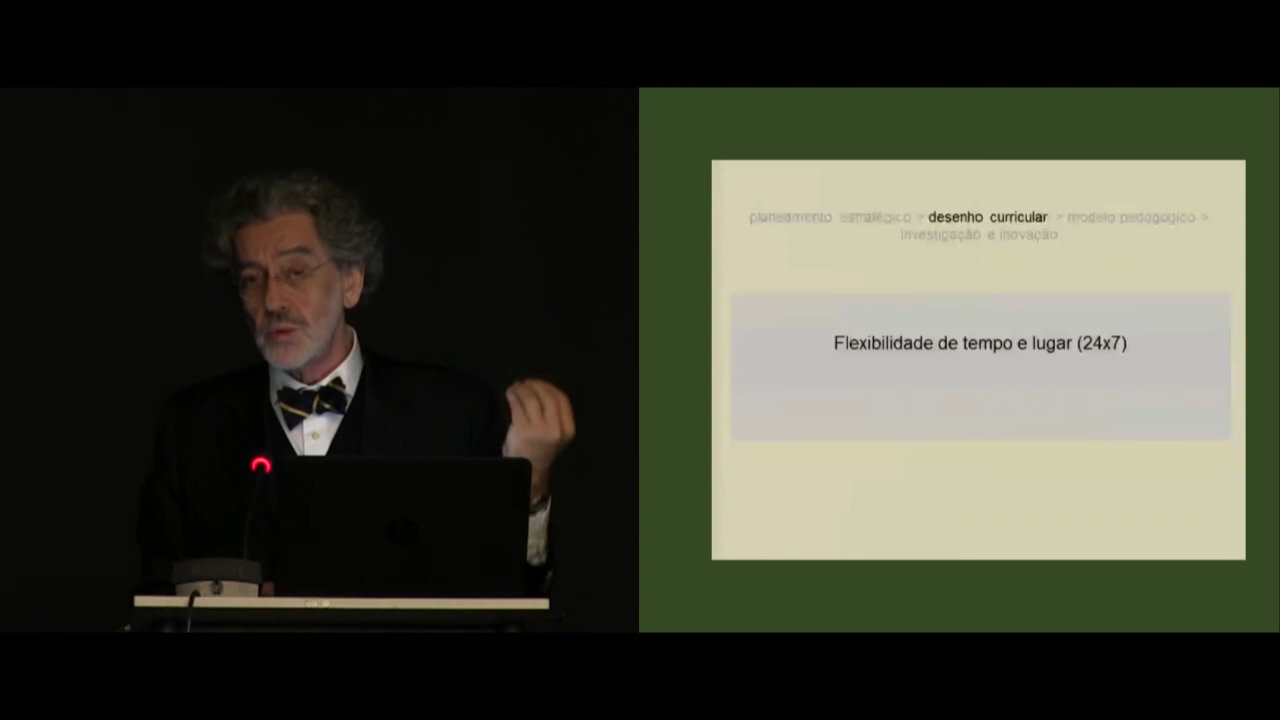 planeamento estratégico > desenho curricular > modelo pedagógico >
investigação e inovação
Flexibilidade de tempo e lugar (24x7)